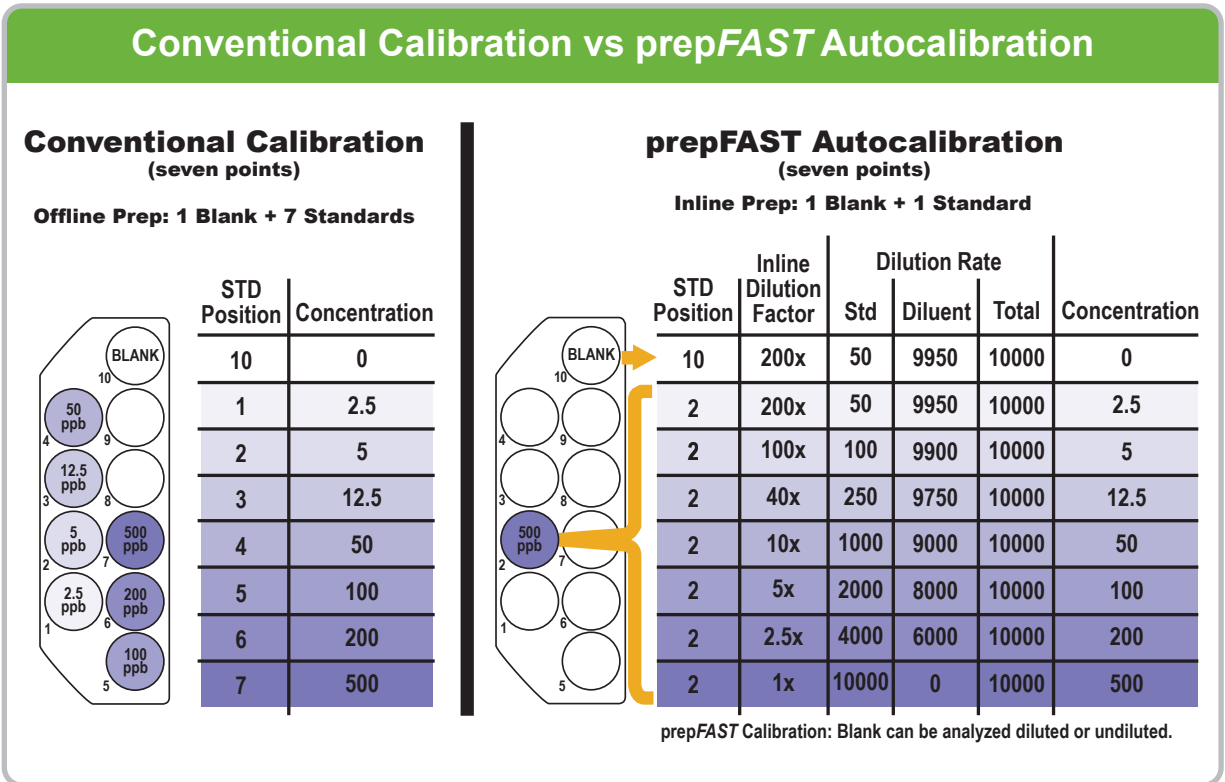 Conventional Calibration vs prepFAST Autocalibration
Conventional Calibration
(seven points)
Offline Prep: 1 Blank + 7 Standards
STD Position Concentration
10 0
1 2.5
2 5
3 12.5
4 50
5 100
6 200
7 500
BLANK
10
50 ppb
4
9
12.5 ppb
3
8
5 ppb
2
500 ppb
7
2.5 ppb
1
200 ppb
6
100 ppb
5
prepFAST Autocalibration
(seven points)
Inline Prep: 1 Blank + 1 Standard
BLANK
10
4
9
3
8
500 ppb
2
7
1
6
5
Dilution Rate
STD Position Inline Dilution Factor Std Diluent Total Concentration
10 200x 50 9950 10000 0
2 200x 50 9950 10000 2.5
2 100x 100 9900 10000 5
2 40x 250 9750 10000 12.5
2 10x 1000 9000 10000 50
2 5x 2000 8000 10000 100
2 2.5x 4000 6000 10000 200
2 1x 10000 0 10000 500
prepFAST Calibration: Blank can be analyzed diluted or undiluted.